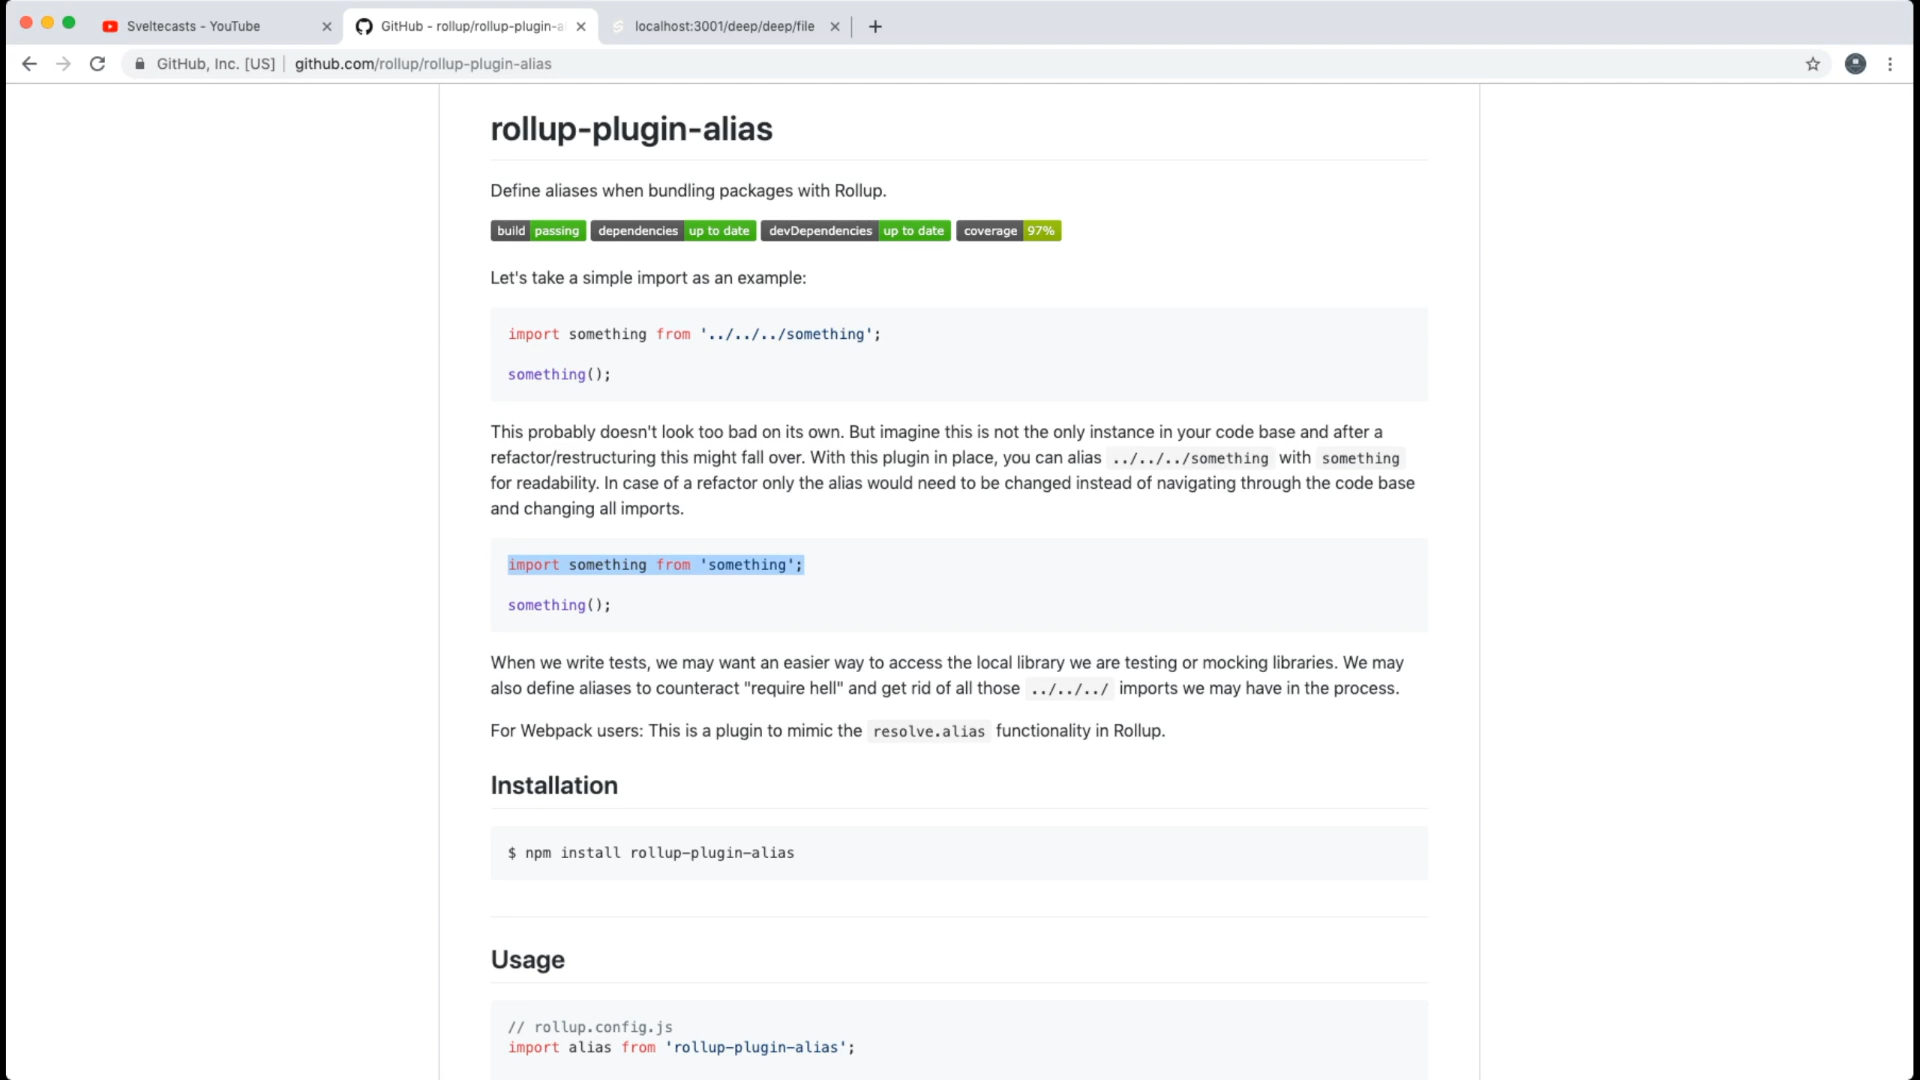 Sveltecasts - YouTube
GitHub - rollup/rollup-plugin-a
localhost:3001/deep/deep/file
GitHub, Inc. [US]
github.com/rollup/rollup-plugin-alias
rollup-plugin-alias
Define aliases when bundling packages with Rollup.
build passing dependencies up to date devDependencies up to date coverage 97%
Let's take a simple import as an example:
import something from '../../../something';
something();
This probably doesn't look too bad on its own. But imagine this is not the only instance in your code base and after a
refactor/restructuring this might fall over. With this plugin in place, you can alias ../../../something with something
for readability. In case of a refactor only the alias would need to be changed instead of navigating through the code base
and changing all imports.
import something from 'something';
something();
When we write tests, we may want an easier way to access the local library we are testing or mocking libraries. We may
also define aliases to counteract "require hell" and get rid of all those ../../../ imports we may have in the process.
For Webpack users: This is a plugin to mimic the resolve.alias functionality in Rollup.
Installation
$ npm install rollup-plugin-alias
Usage
// rollup.config.js
import alias from 'rollup-plugin-alias';